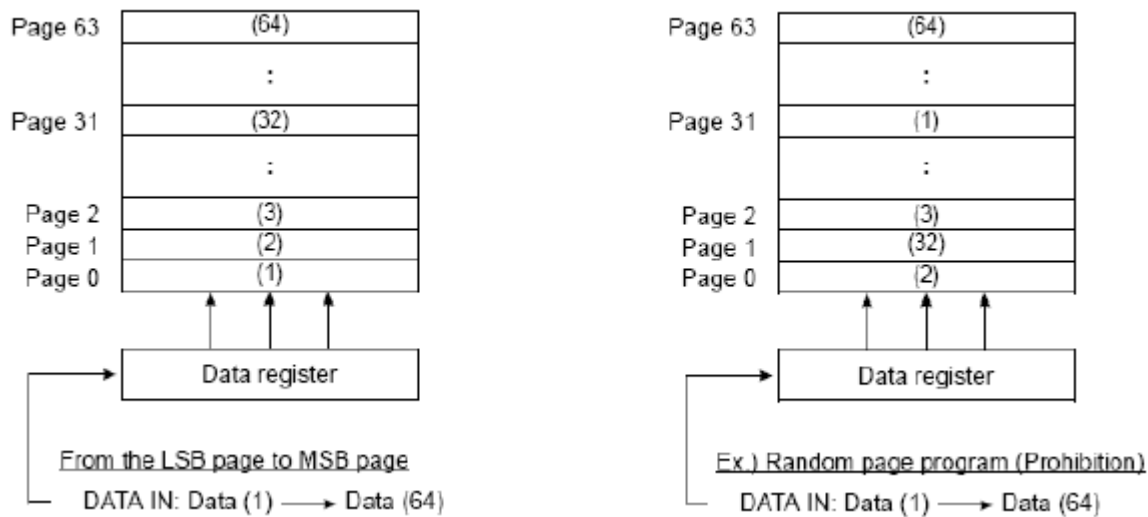 Page 63 (64)
:
Page 31 (32)
:
Page 2 (3)
Page 1 (2)
Page 0 (1)
Data register
From the LSB page to MSB page
DATA IN: Data (1) → Data (64)
Page 63 (64)
:
Page 31 (1)
:
Page 2 (3)
Page 1 (32)
Page 0 (2)
Data register
Ex.) Random page program (Prohibition)
DATA IN: Data (1) → Data (64)